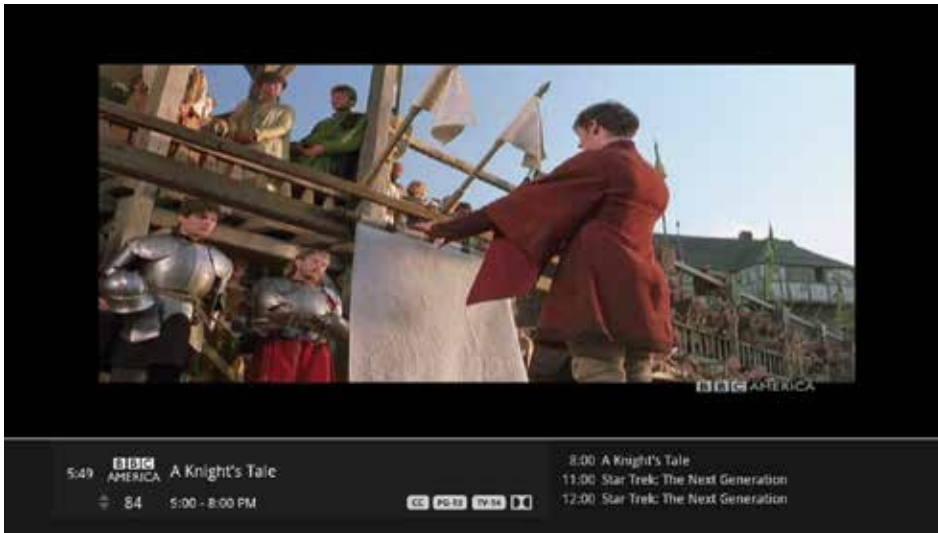 BBC AMERICA
5:49 BBC AMERICA A Knight's Tale
84 5:00 - 8:00 PM CC PG-13 TV-14
8:00 A Knight's Tale
11:00 Star Trek: The Next Generation
12:00 Star Trek: The Next Generation